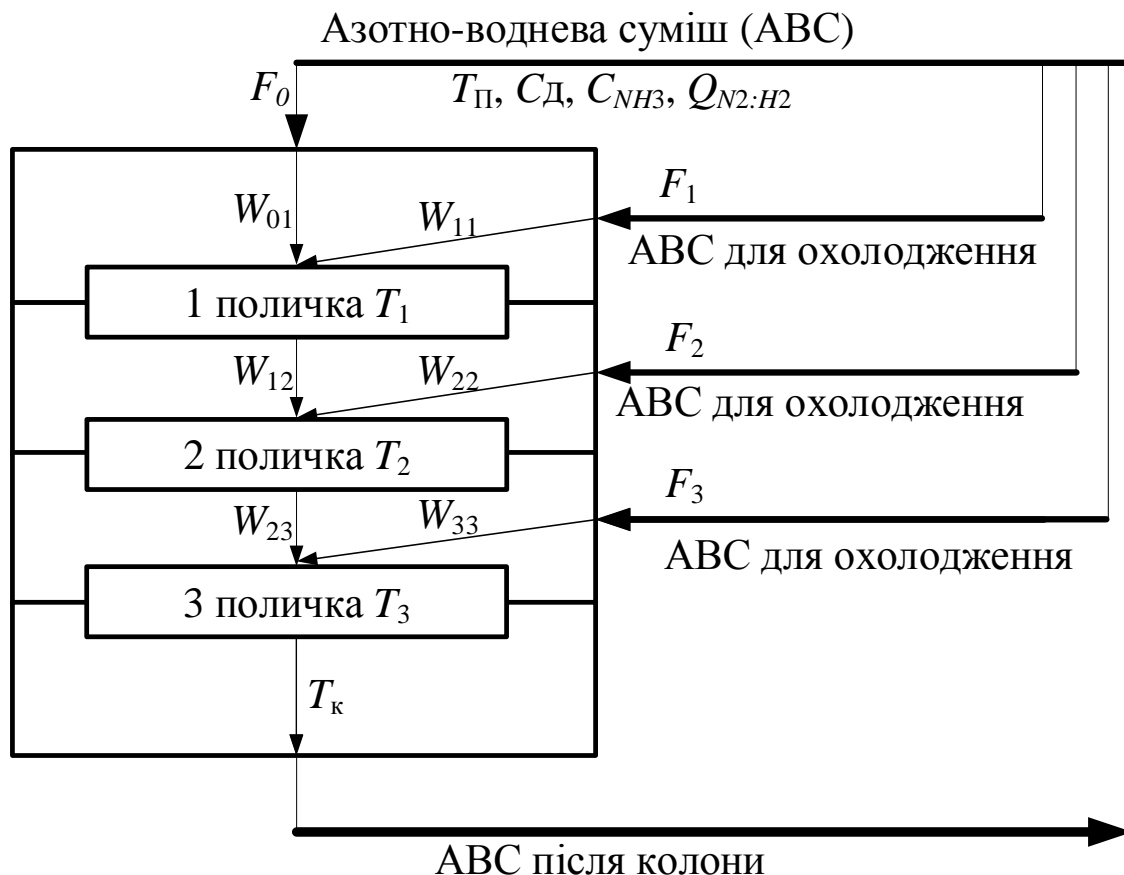 Азотно-воднева суміш (АВС)
F₀
Tп, Cд, C_NH3, Q_N2:H2
F₁
W₀₁
W₁₁
АВС для охолодження
1 поличка T₁
F₂
W₁₂
W₂₂
АВС для охолодження
2 поличка T₂
F₃
W₂₃
W₃₃
АВС для охолодження
3 поличка T₃
Tк
АВС після колони